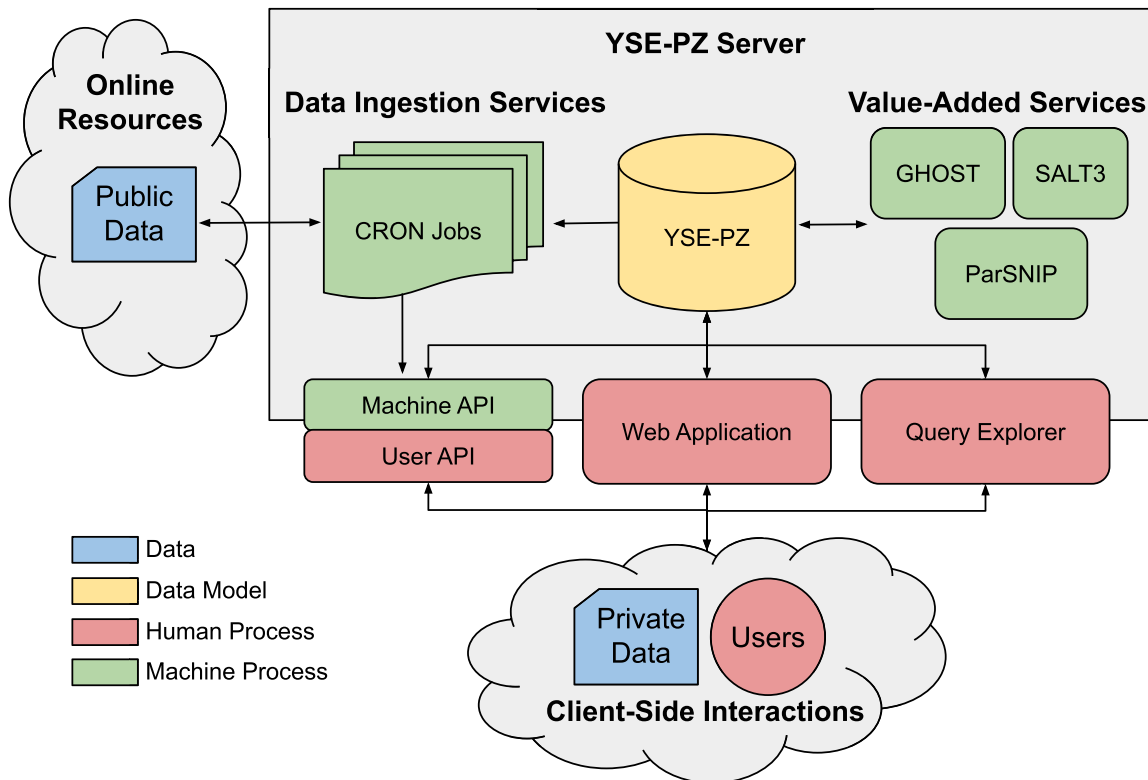 YSE-PZ Server
Online
Resources
Data Ingestion Services
Value-Added Services
Public
Data
CRON Jobs
YSE-PZ
GHOST
SALT3
ParSNIP
Machine API
User API
Web Application
Query Explorer
Data
Data Model
Human Process
Machine Process
Private
Data
Users
Client-Side Interactions